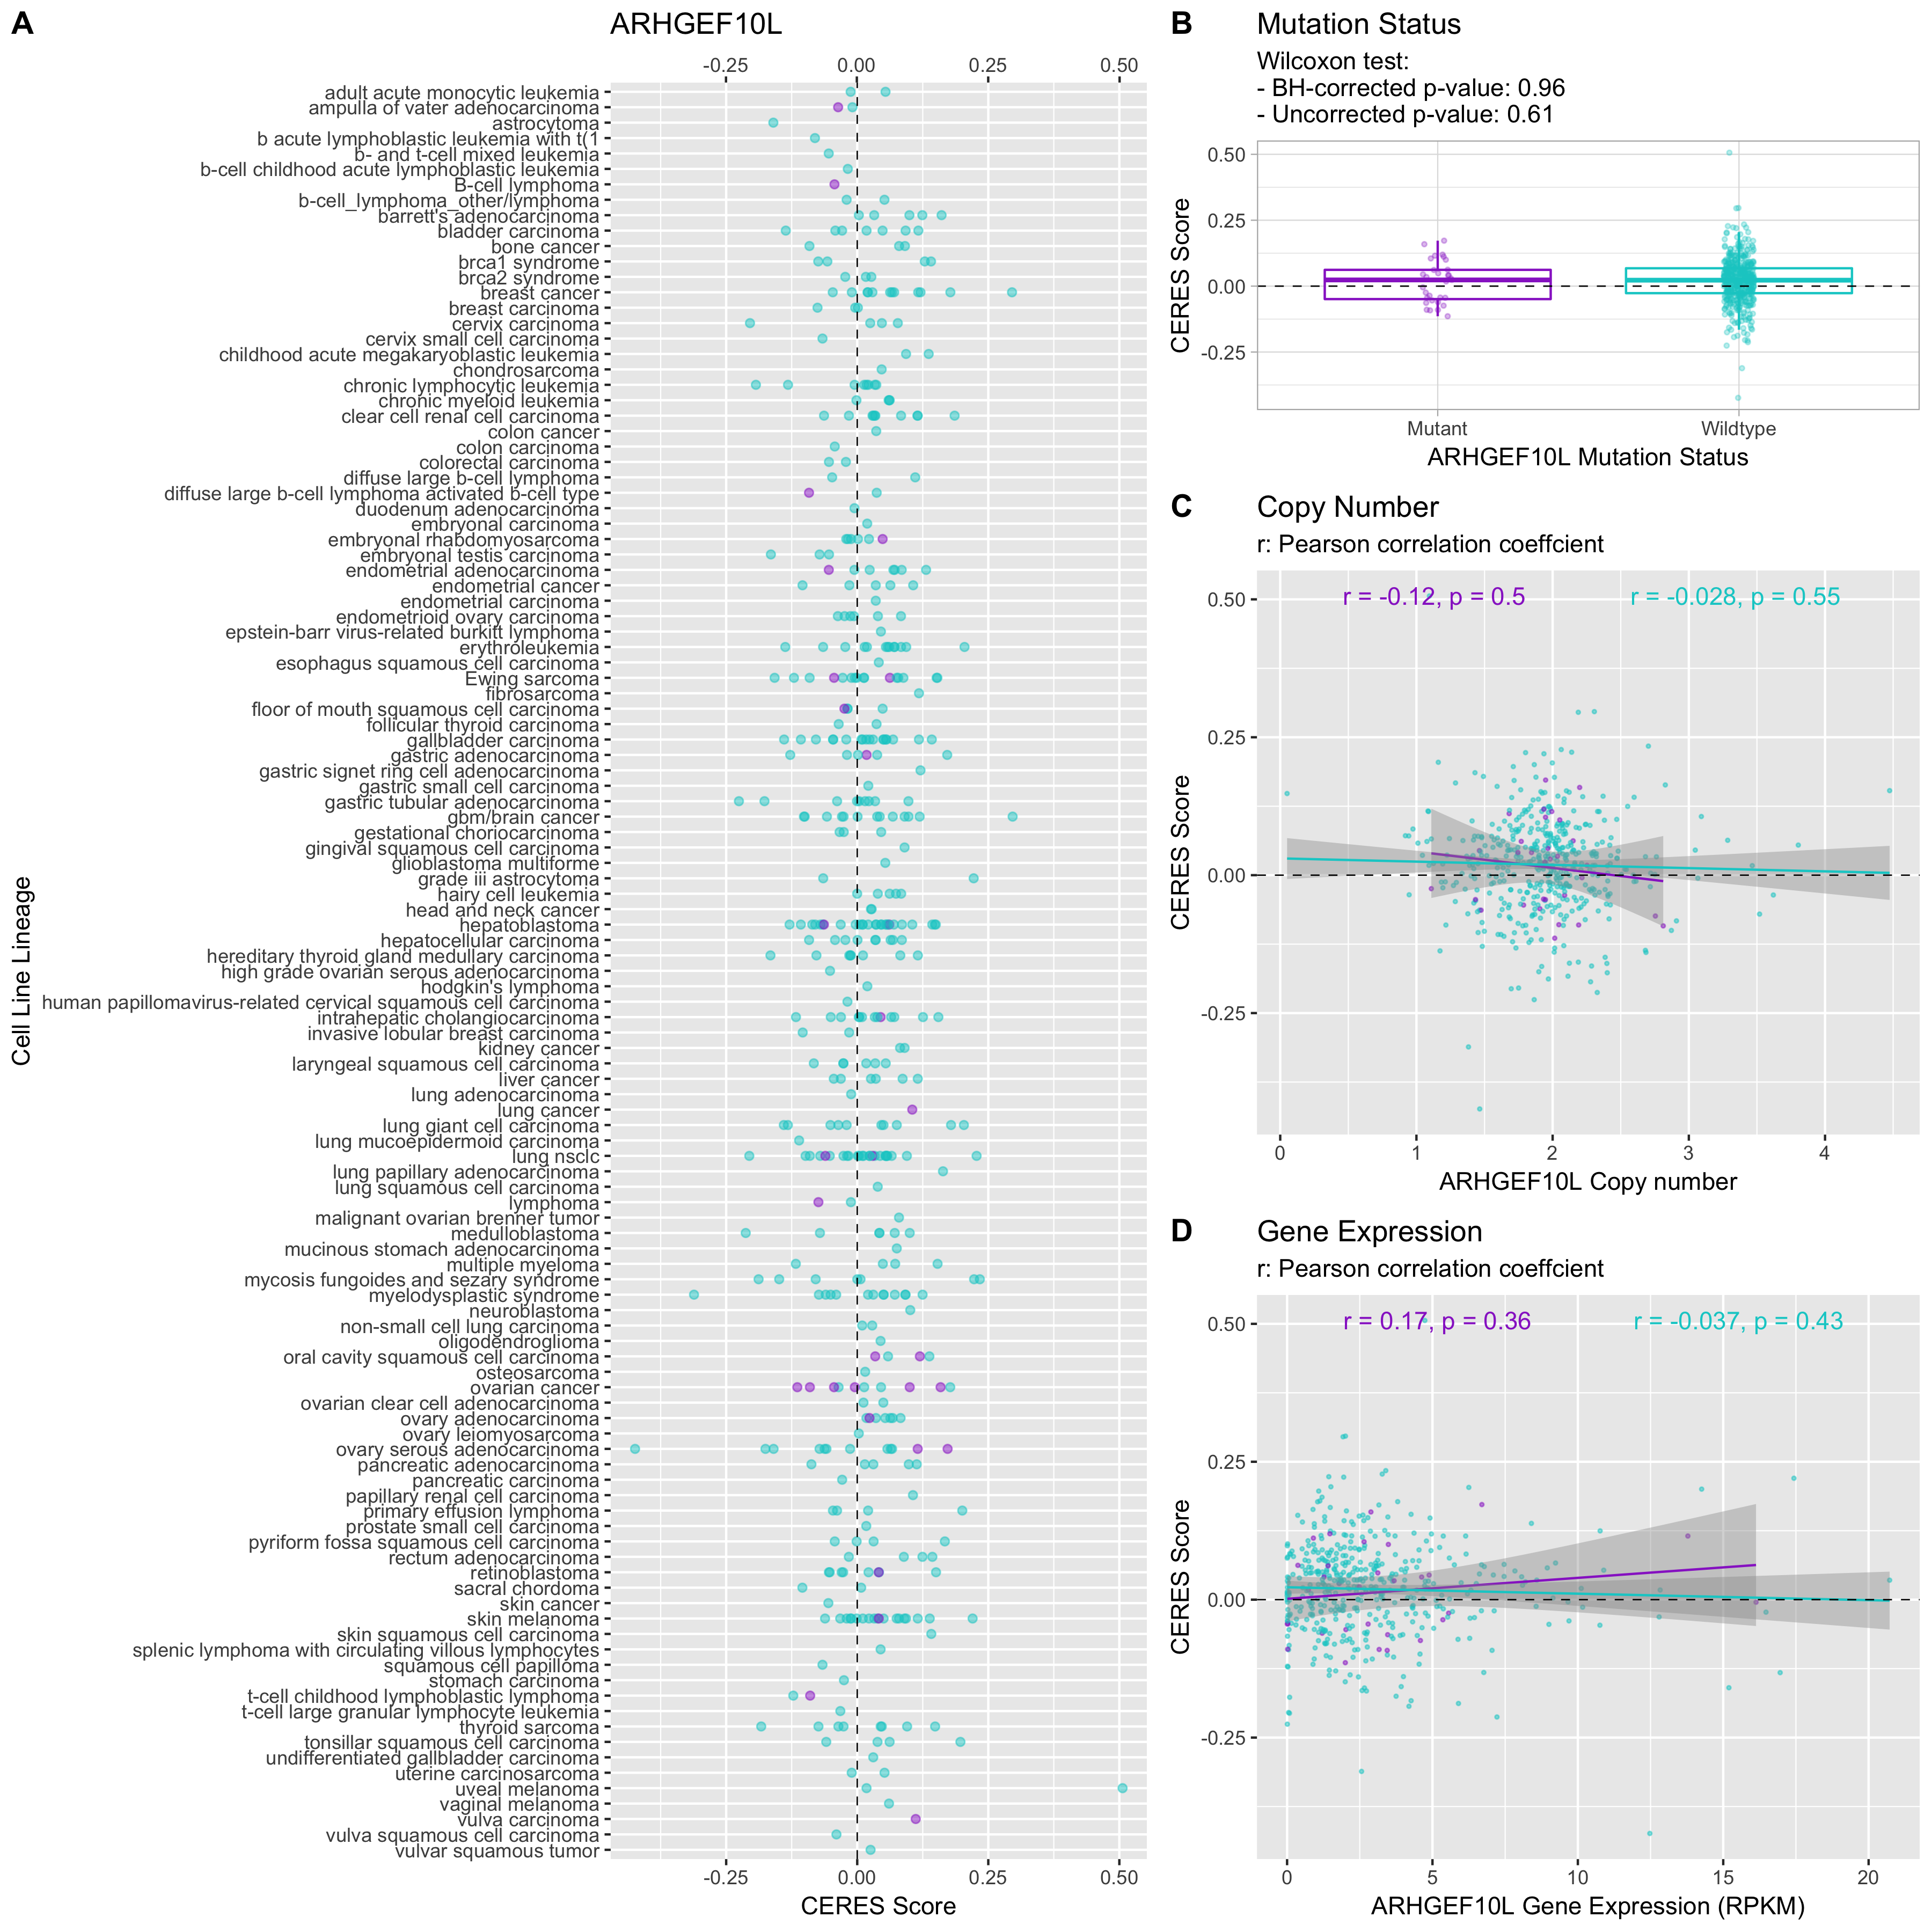 A
ARHGEF10L
-0.25 0.00 0.25 0.50
adult acute monocytic leukemia
ampulla of vater adenocarcinoma
astrocytoma
b acute lymphoblastic leukemia with t(1
b- and t-cell mixed leukemia
b-cell childhood acute lymphoblastic leukemia
B-cell lymphoma
b-cell_lymphoma_other/lymphoma
barrett's adenocarcinoma
bladder carcinoma
bone cancer
brca1 syndrome
brca2 syndrome
breast cancer
breast carcinoma
cervix carcinoma
cervix small cell carcinoma
childhood acute megakaryoblastic leukemia
chondrosarcoma
chronic lymphocytic leukemia
chronic myeloid leukemia
clear cell renal cell carcinoma
colon cancer
colon carcinoma
colorectal carcinoma
diffuse large b-cell lymphoma
diffuse large b-cell lymphoma activated b-cell type
duodenum adenocarcinoma
embryonal carcinoma
embryonal rhabdomyosarcoma
embryonal testis carcinoma
endometrial adenocarcinoma
endometrial cancer
endometrial carcinoma
endometrioid ovary carcinoma
epstein-barr virus-related burkitt lymphoma
erythroleukemia
esophagus squamous cell carcinoma
Ewing sarcoma
fibrosarcoma
floor of mouth squamous cell carcinoma
follicular thyroid carcinoma
gallbladder carcinoma
gastric adenocarcinoma
gastric signet ring cell adenocarcinoma
gastric small cell carcinoma
gastric tubular adenocarcinoma
gbm/brain cancer
gestational choriocarcinoma
gingival squamous cell carcinoma
glioblastoma multiforme
grade iii astrocytoma
hairy cell leukemia
head and neck cancer
hepatoblastoma
hepatocellular carcinoma
hereditary thyroid gland medullary carcinoma
high grade ovarian serous adenocarcinoma
hodgkin's lymphoma
human papillomavirus-related cervical squamous cell carcinoma
intrahepatic cholangiocarcinoma
invasive lobular breast carcinoma
kidney cancer
laryngeal squamous cell carcinoma
liver cancer
lung adenocarcinoma
lung cancer
lung giant cell carcinoma
lung mucoepidermoid carcinoma
lung nsclc
lung papillary adenocarcinoma
lung squamous cell carcinoma
lymphoma
malignant ovarian brenner tumor
medulloblastoma
mucinous stomach adenocarcinoma
multiple myeloma
mycosis fungoides and sezary syndrome
myelodysplastic syndrome
neuroblastoma
non-small cell lung carcinoma
oligodendroglioma
oral cavity squamous cell carcinoma
osteosarcoma
ovarian cancer
ovarian clear cell adenocarcinoma
ovary adenocarcinoma
ovary leiomyosarcoma
ovary serous adenocarcinoma
pancreatic adenocarcinoma
pancreatic carcinoma
papillary renal cell carcinoma
primary effusion lymphoma
prostate small cell carcinoma
pyriform fossa squamous cell carcinoma
rectum adenocarcinoma
retinoblastoma
sacral chordoma
skin cancer
skin melanoma
skin squamous cell carcinoma
splenic lymphoma with circulating villous lymphocytes
squamous cell papilloma
stomach carcinoma
t-cell childhood lymphoblastic lymphoma
t-cell large granular lymphocyte leukemia
thyroid sarcoma
tonsillar squamous cell carcinoma
undifferentiated gallbladder carcinoma
uterine carcinosarcoma
uveal melanoma
vaginal melanoma
vulva carcinoma
vulva squamous cell carcinoma
vulvar squamous tumor
-0.25 0.00 0.25 0.50
CERES Score
Cell Line Lineage
B
Mutation Status
Wilcoxon test:
- BH-corrected p-value: 0.96
- Uncorrected p-value: 0.61
0.50
0.25
0.00
-0.25
CERES Score
Mutant Wildtype
ARHGEF10L Mutation Status
C
Copy Number
r: Pearson correlation coeffcient
r = -0.12, p = 0.5 r = -0.028, p = 0.55
0.50
0.25
0.00
-0.25
CERES Score
0 1 2 3 4
ARHGEF10L Copy number
D
Gene Expression
r: Pearson correlation coeffcient
r = 0.17, p = 0.36 r = -0.037, p = 0.43
0.50
0.25
0.00
-0.25
CERES Score
0 5 10 15 20
ARHGEF10L Gene Expression (RPKM)